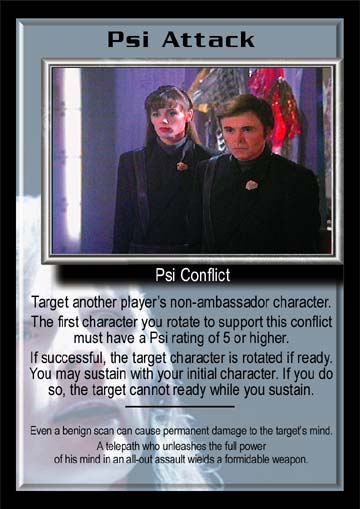 Psi Attack
Psi Conflict
Target another player's non-ambassador character.
The first character you rotate to support this conflict
must have a Psi rating of 5 or higher.
If successful, the target character is rotated if ready.
You may sustain with your initial character. If you do
so, the target cannot ready while you sustain.
Even a benign scan can cause permanent damage to the target's mind.
A telepath who unleashes the full power
of his mind in an all-out assault wields a formidable weapon.